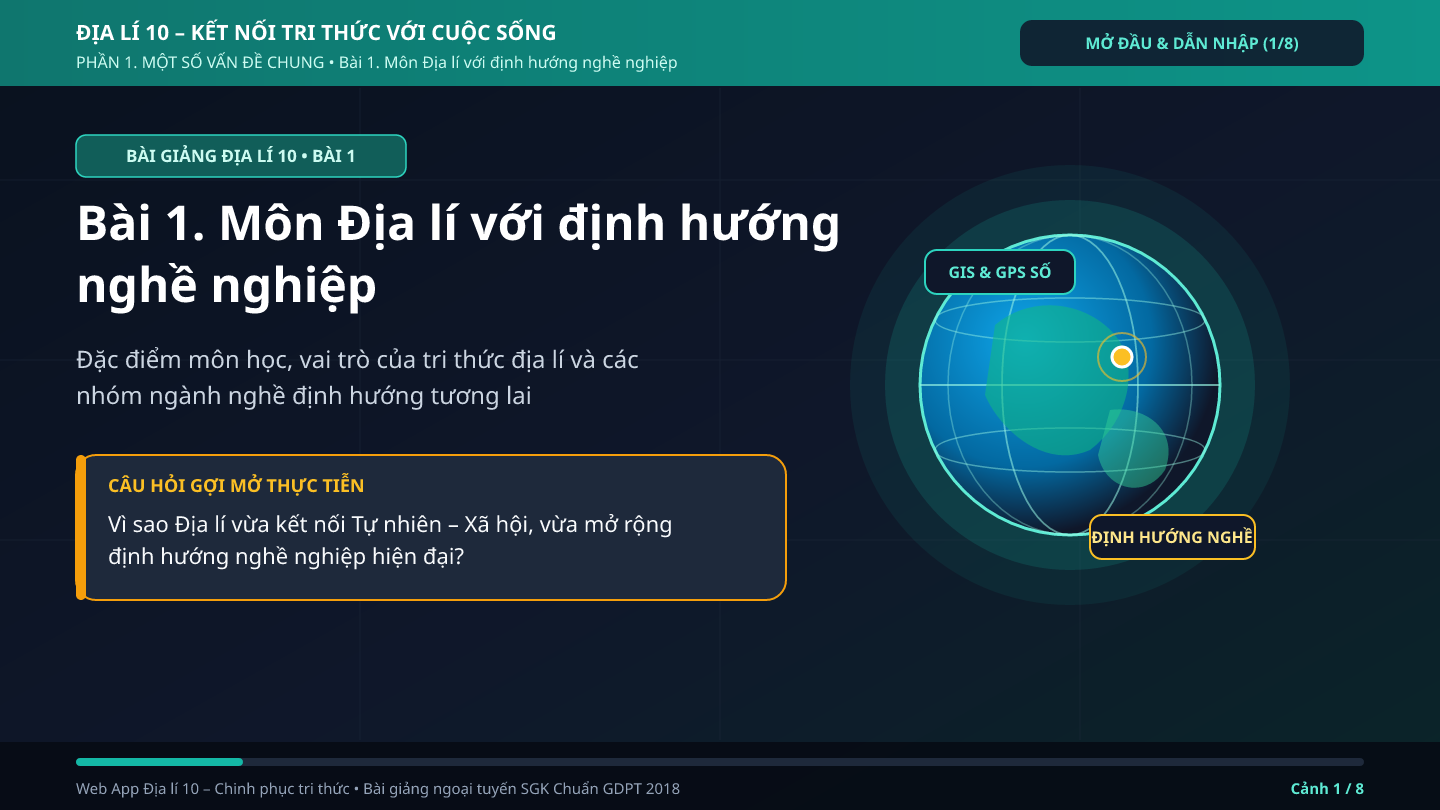 ĐỊA LÍ 10 – KẾT NỐI TRI THỨC VỚI CUỘC SỐNG
PHẦN 1. MỘT SỐ VẤN ĐỀ CHUNG • Bài 1. Môn Địa lí với định hướng nghề nghiệp
MỞ ĐẦU & DẪN NHẬP (1/8)
BÀI GIẢNG ĐỊA LÍ 10 • BÀI 1
Bài 1. Môn Địa lí với định hướng
nghề nghiệp
Đặc điểm môn học, vai trò của tri thức địa lí và các
nhóm ngành nghề định hướng tương lai
CÂU HỎI GỢI MỞ THỰC TIỄN
Vì sao Địa lí vừa kết nối Tự nhiên – Xã hội, vừa mở rộng
định hướng nghề nghiệp hiện đại?
GIS & GPS SỐ
ĐỊNH HƯỚNG NGHỀ
Web App Địa lí 10 – Chinh phục tri thức • Bài giảng ngoại tuyến SGK Chuẩn GDPT 2018
Cảnh 1 / 8